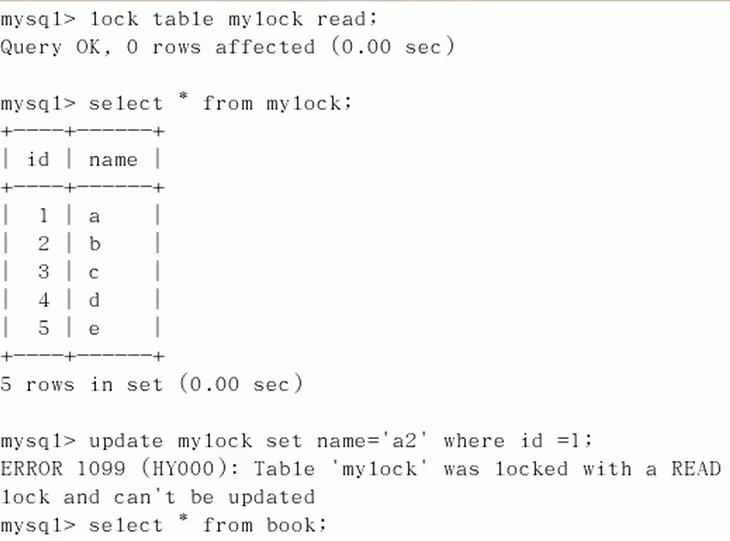 mysql> lock table mylock read;
Query OK, 0 rows affected (0.00 sec)
mysql> select * from mylock;
+----+------+
| id | name |
+----+------+
| 1 | a |
| 2 | b |
| 3 | c |
| 4 | d |
| 5 | e |
+----+------+
5 rows in set (0.00 sec)
mysql> update mylock set name='a2' where id =1;
ERROR 1099 (HY000): Table 'mylock' was locked with a READ
lock and can't be updated
mysql> select * from book;